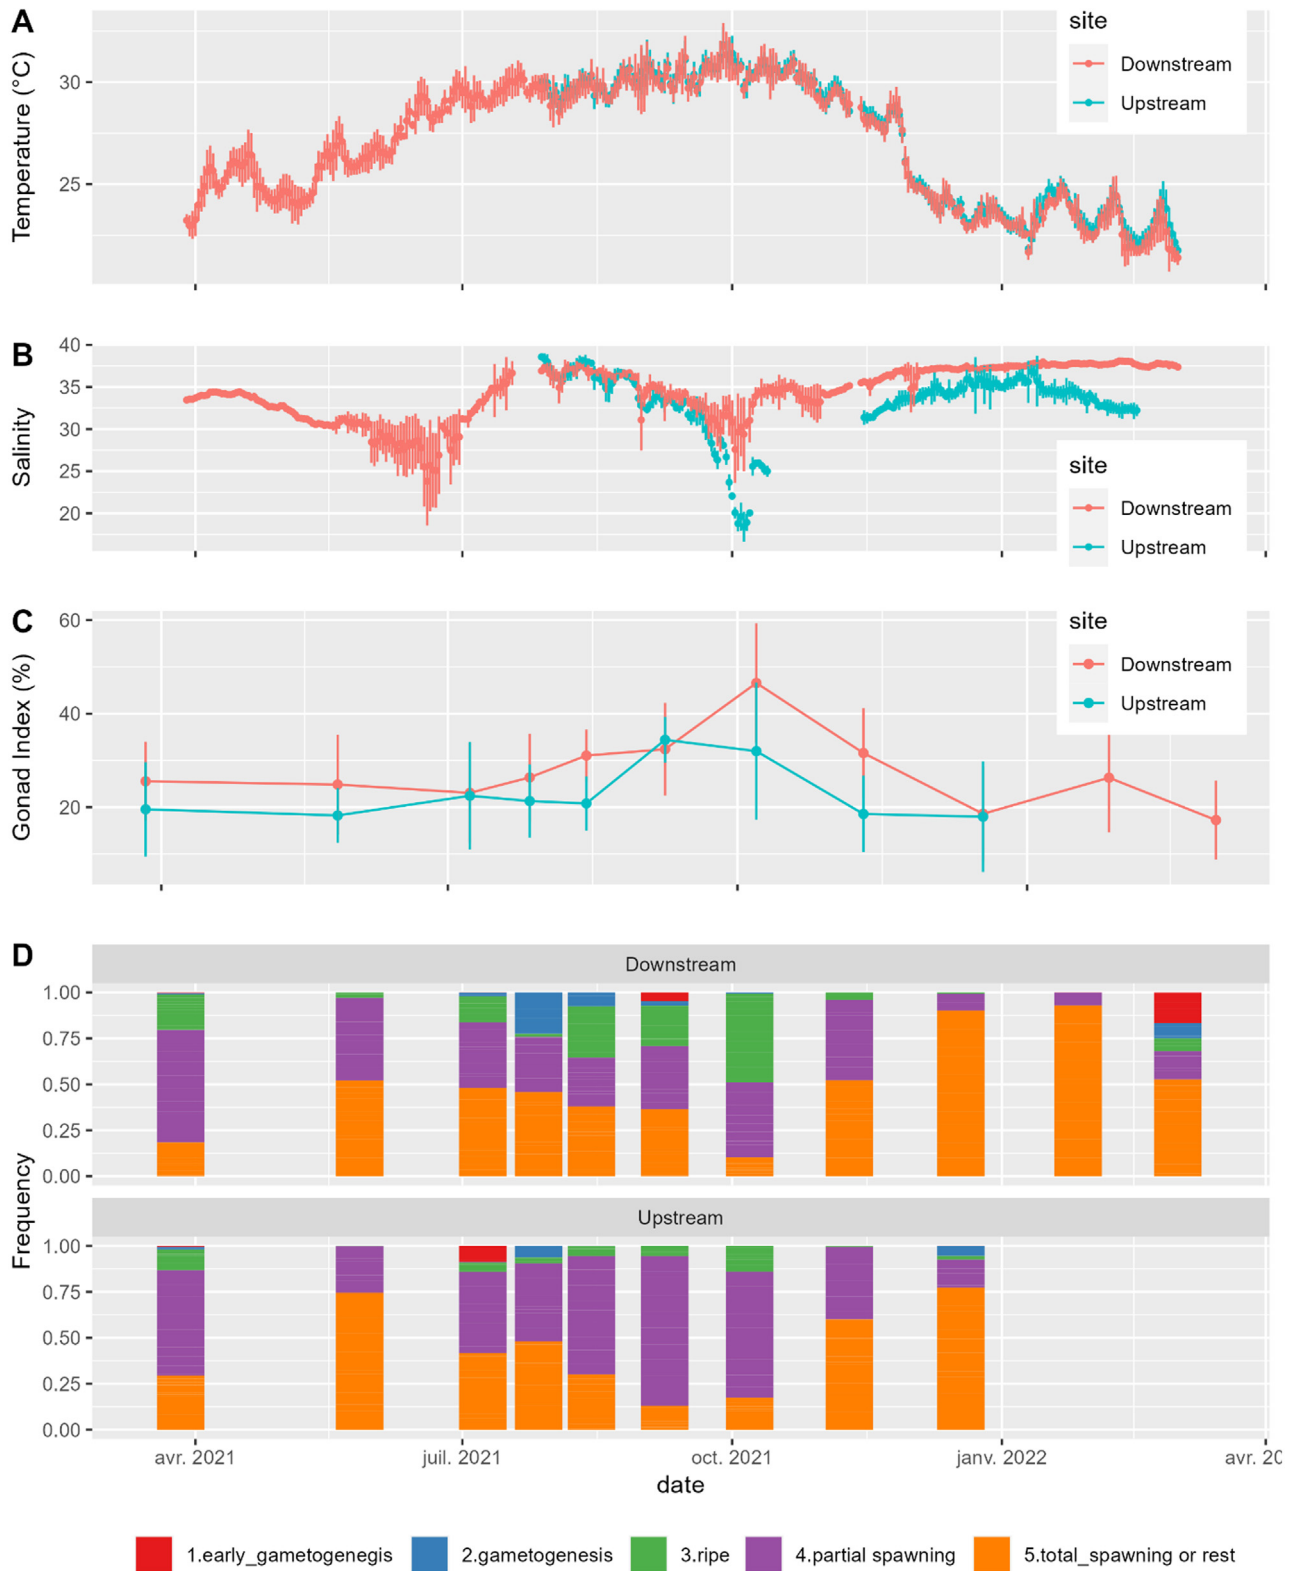 A
Temperature (°C)
30
25
site
Downstream
Upstream
B
Salinity
40
35
30
25
20
site
Downstream
Upstream
C
Gonad Index (%)
60
40
20
site
Downstream
Upstream
D
Frequency
Downstream
1.00
0.75
0.50
0.25
0.00
Upstream
1.00
0.75
0.50
0.25
0.00
avr. 2021 juil. 2021 oct. 2021 janv. 2022 avr. 20
date
1.early_gametogenegis 2.gametogenesis 3.ripe 4.partial spawning 5.total_spawning or rest